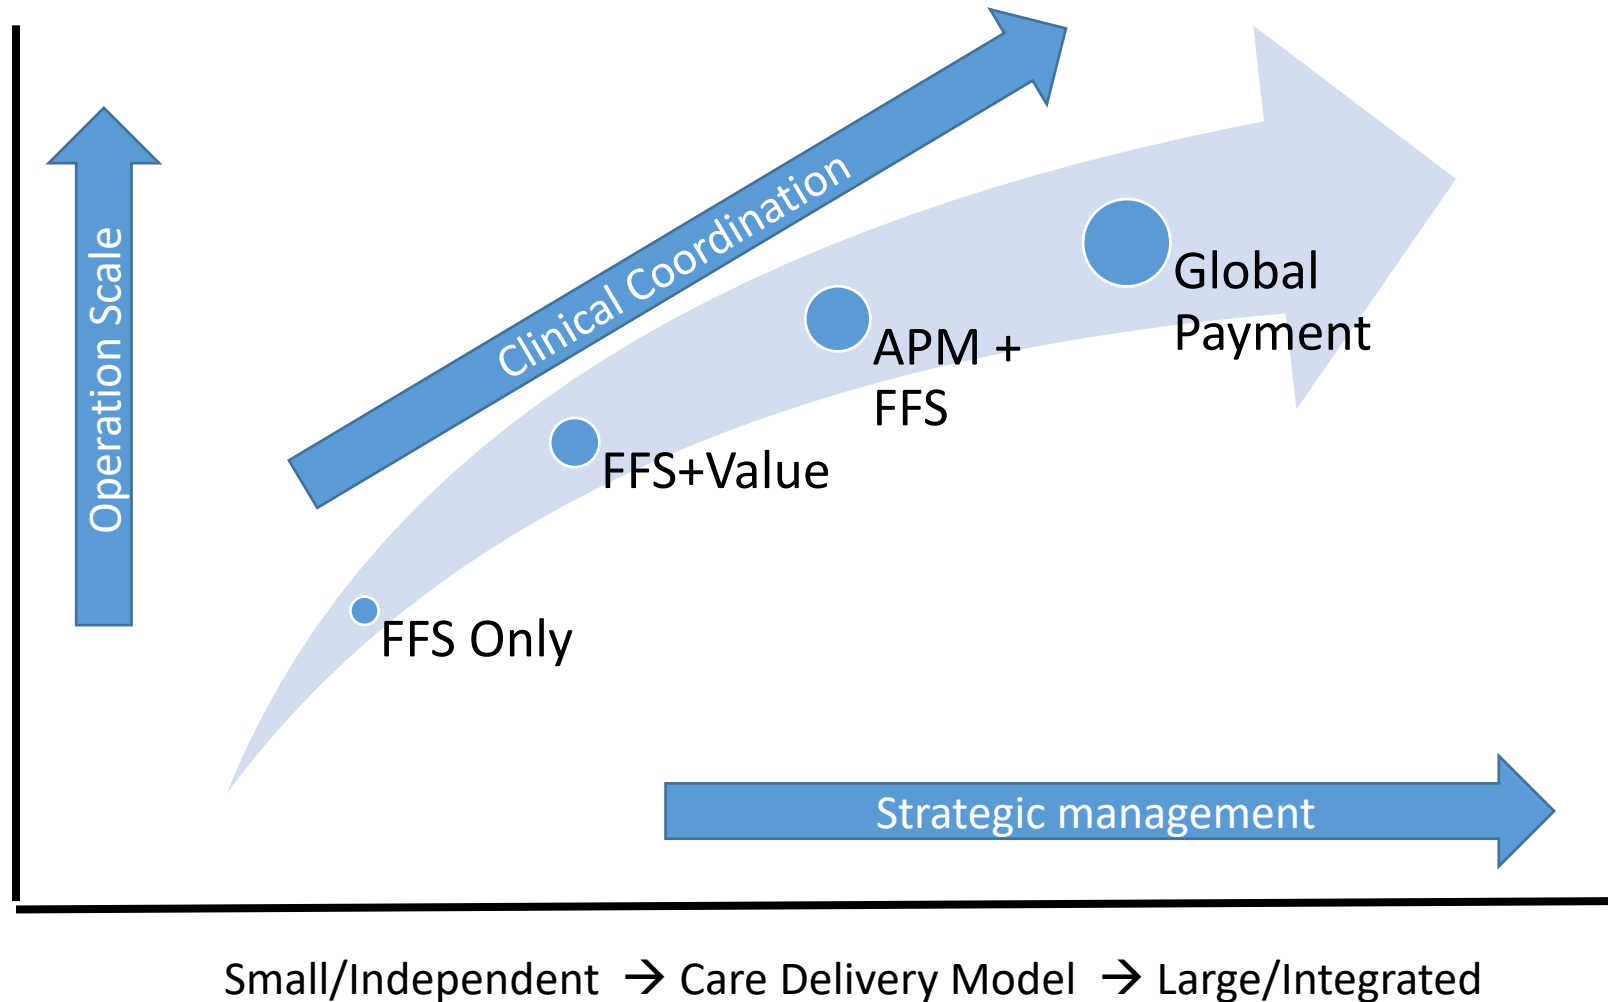 Operation Scale
Clinical Coordination
Global
Payment
APM +
FFS
FFS+Value
FFS Only
Strategic management
Small/Independent → Care Delivery Model → Large/Integrated